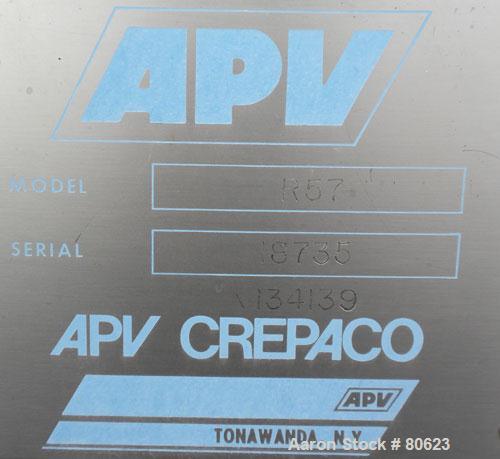 APV
MODEL R57
SERIAL 18735
134139
APV CREPACO
APV
TONAWANDA N.Y.
Aaron Stock # 80623